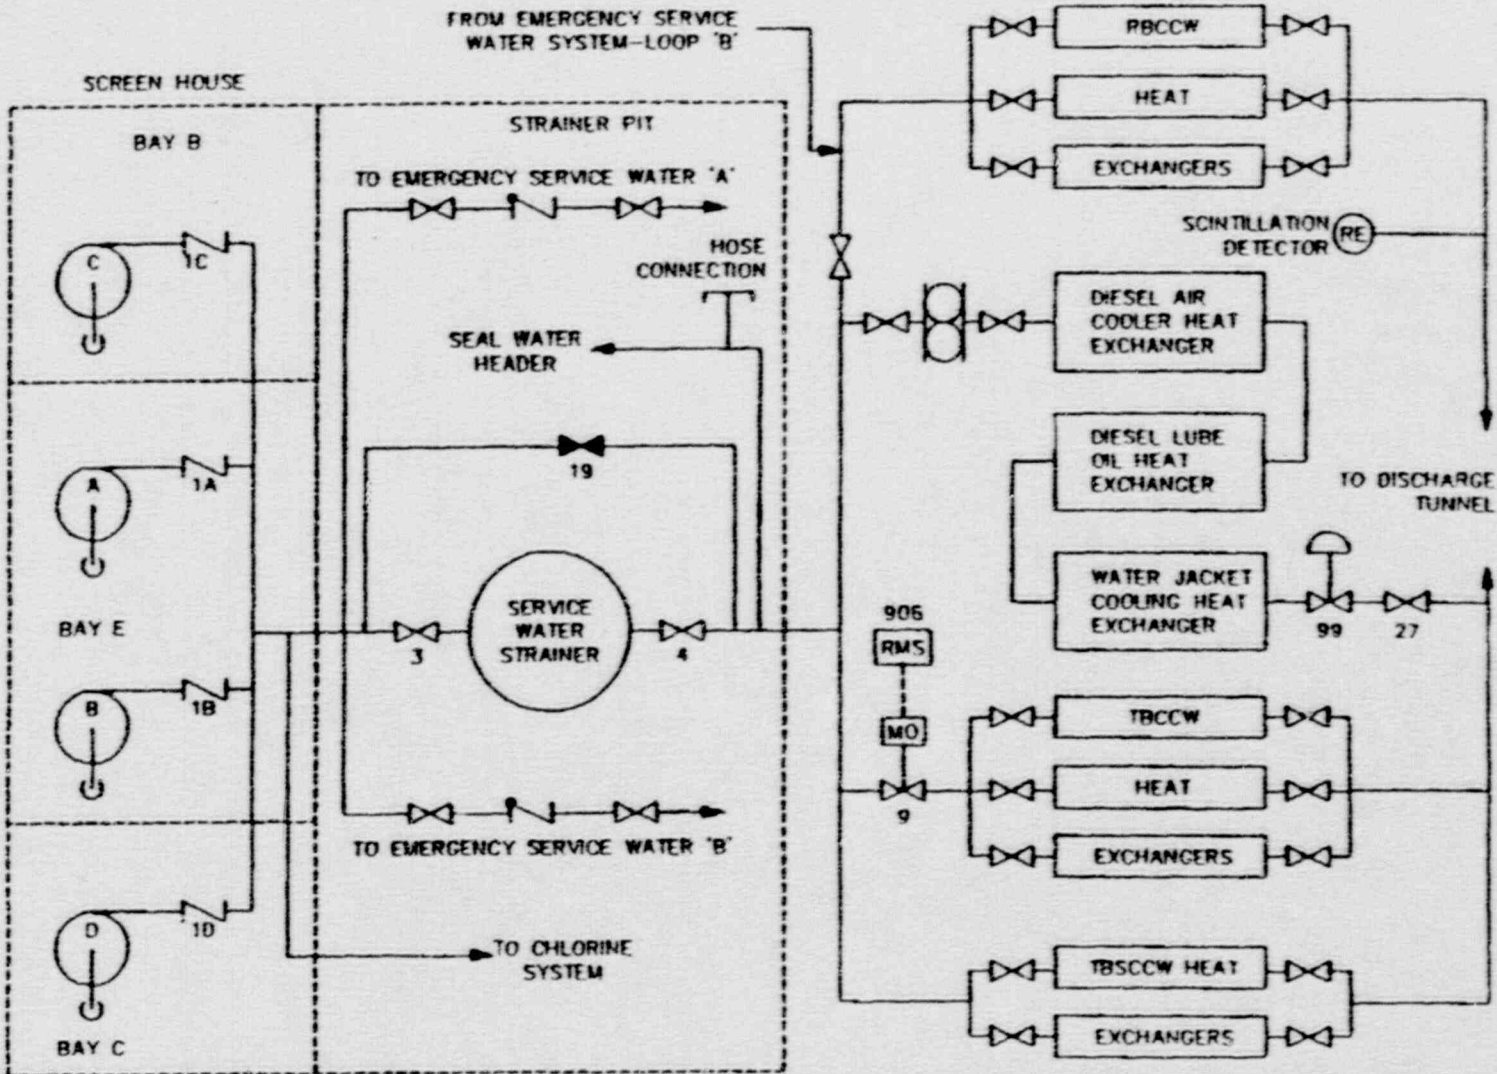 FROM EMERGENCY SERVICE
WATER SYSTEM-LOOP 'B'
SCREEN HOUSE
BAY B
C
1C
A
1A
BAY E
B
1B
D
1D
BAY C
STRAINER PIT
TO EMERGENCY SERVICE WATER 'A'
HOSE
CONNECTION
SEAL WATER
HEADER
19
SERVICE
WATER
STRAINER
3
4
TO EMERGENCY SERVICE WATER 'B'
TO CHLORINE
SYSTEM
RBCCW
HEAT
EXCHANGERS
SCINTILLATION
DETECTOR
RE
DIESEL AIR
COOLER HEAT
EXCHANGER
DIESEL LUBE
OIL HEAT
EXCHANGER
TO DISCHARGE
TUNNEL
WATER JACKET
COOLING HEAT
EXCHANGER
99
27
906
RMS
MO
9
TBCCW
HEAT
EXCHANGERS
TBSCCW HEAT
EXCHANGERS